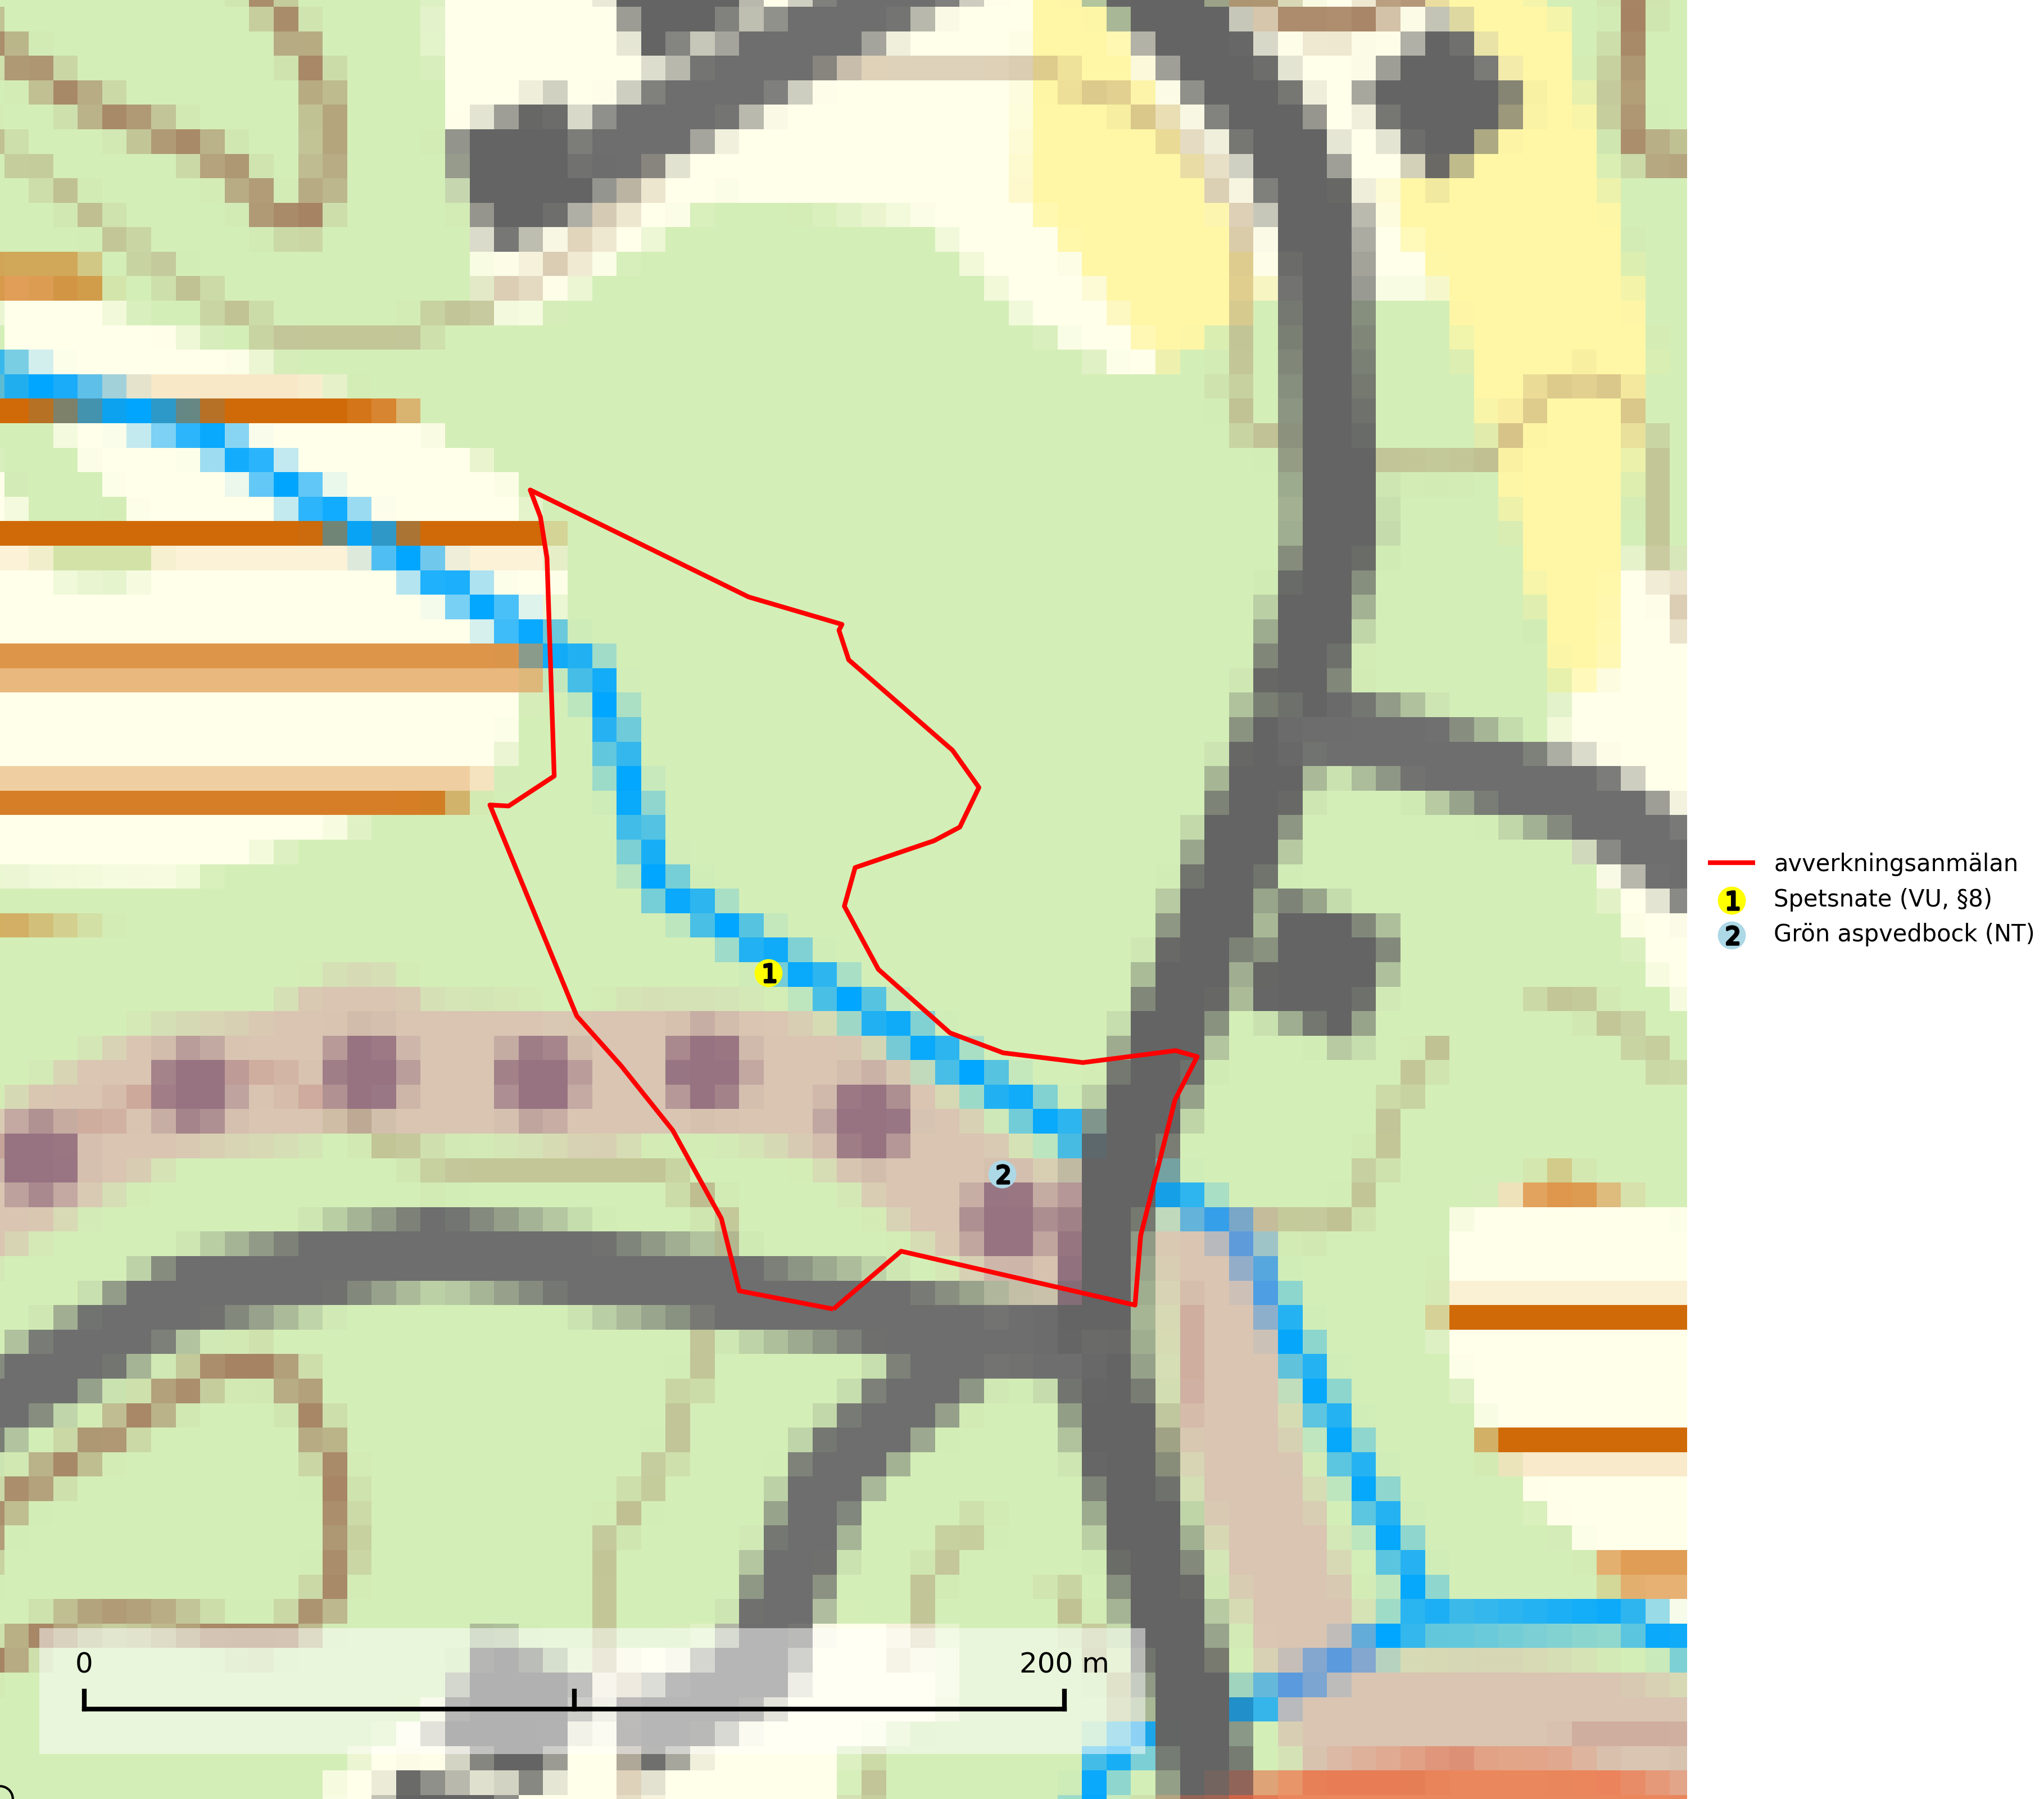 avverkningsanmälan
1 Spetsnate (VU, §8)
2 Grön aspvedbock (NT)
1
2
0 200 m